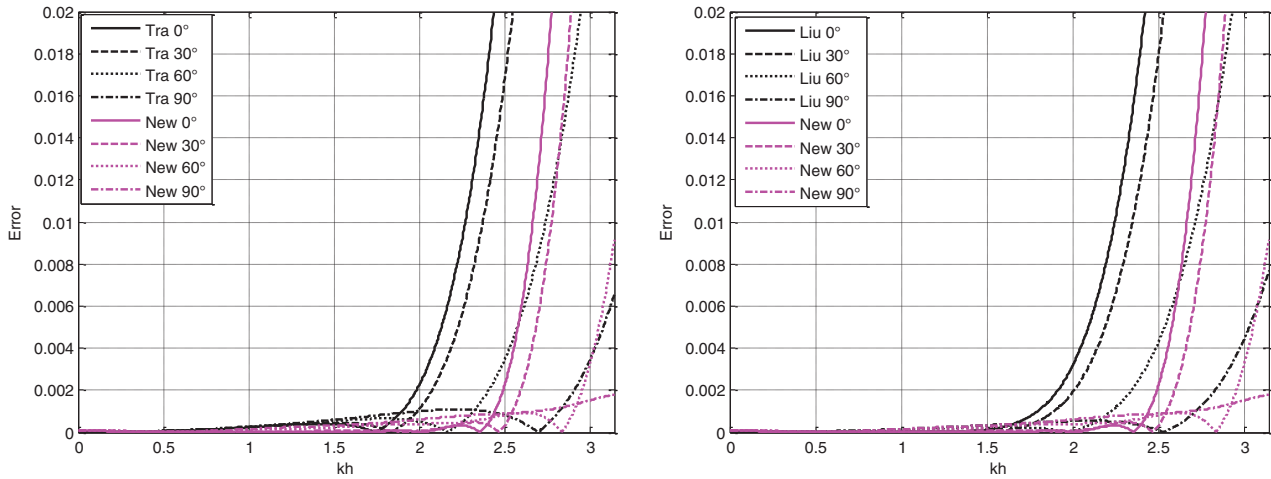 0.02
0.018
0.016
0.014
0.012
0.01
0.008
0.006
0.004
0.002
0
Error
Tra 0°
Tra 30°
Tra 60°
Tra 90°
New 0°
New 30°
New 60°
New 90°
0 0.5 1 1.5 2 2.5 3
kh
0.02
0.018
0.016
0.014
0.012
0.01
0.008
0.006
0.004
0.002
0
Error
Liu 0°
Liu 30°
Liu 60°
Liu 90°
New 0°
New 30°
New 60°
New 90°
0 0.5 1 1.5 2 2.5 3
kh